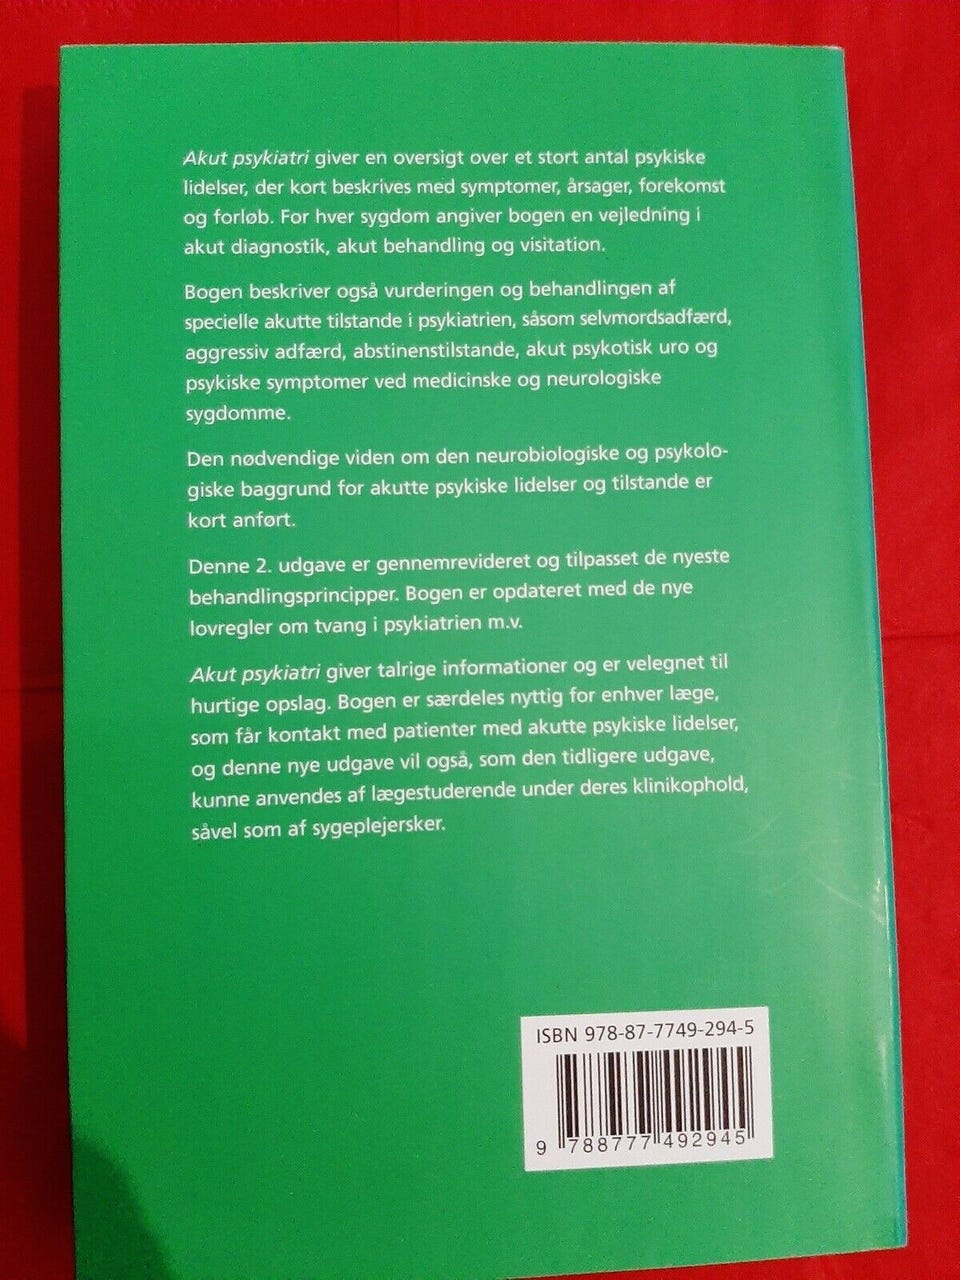 Akut psykiatri giver en oversigt over et stort antal psykiske
lidelser, der kort beskrives med symptomer, årsager, forekomst
og forløb. For hver sygdom angiver bogen en vejledning i
akut diagnostik, akut behandling og visitation.
Bogen beskriver også vurderingen og behandlingen af
specielle akutte tilstande i psykiatrien, såsom selvmordsadfærd,
aggressiv adfærd, abstinenstilstande, akut psykotisk uro og
psykiske symptomer ved medicinske og neurologiske
sygdomme.
Den nødvendige viden om den neurobiologiske og psykolo-
giske baggrund for akutte psykiske lidelser og tilstande er
kort anført.
Denne 2. udgave er gennemrevideret og tilpasset de nyeste
behandlingsprincipper. Bogen er opdateret med de nye
lovregler om tvang i psykiatrien m.v.
Akut psykiatri giver talrige informationer og er velegnet til
hurtige opslag. Bogen er særdeles nyttig for enhver læge,
som får kontakt med patienter med akutte psykiske lidelser,
og denne nye udgave vil også, som den tidligere udgave,
kunne anvendes af lægestuderende under deres klinikophold,
såvel som af sygeplejersker.
ISBN 978-87-7749-294-5
9 788777 492945